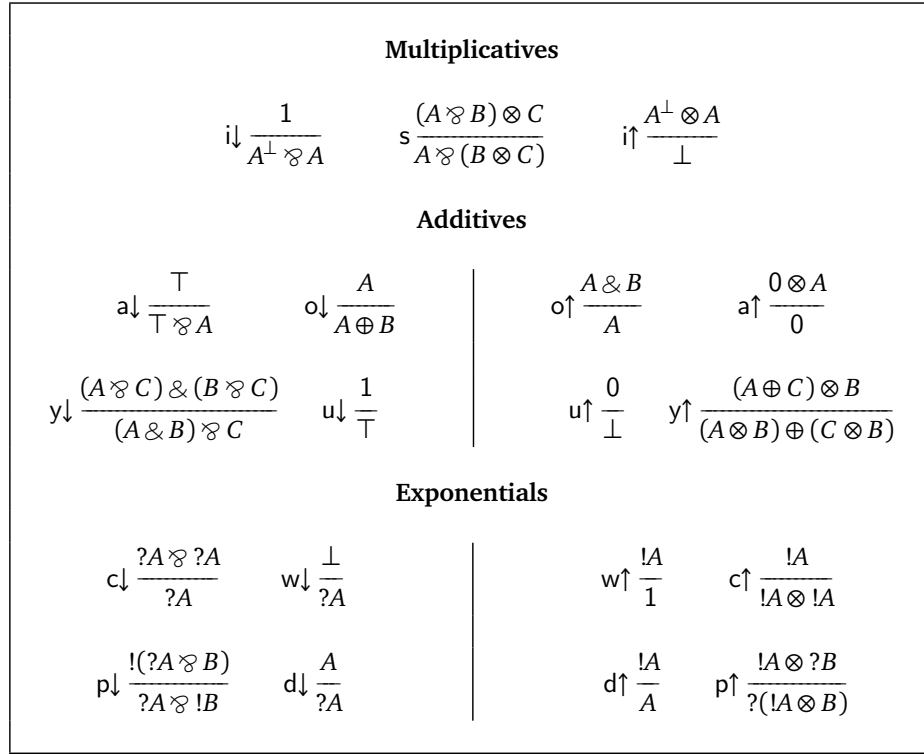 Multiplicatives
i↓ 1 / A⊥ ⅋ A    s (A ⅋ B) ⊗ C / A ⅋ (B ⊗ C)    i↑ A⊥ ⊗ A / ⊥
Additives
a↓ ⊤ / ⊤ ⅋ A    o↓ A / A ⊕ B    o↑ A & B / A    a↑ 0 ⊗ A / 0
y↓ (A ⅋ C) & (B ⅋ C) / (A & B) ⅋ C    u↓ 1 / ⊤    u↑ 0 / ⊥    y↑ (A ⊕ C) ⊗ B / (A ⊗ B) ⊕ (C ⊗ B)
Exponentials
c↓ ?A ⅋ ?A / ?A    w↓ ⊥ / ?A    w↑ !A / 1    c↑ !A / !A ⊗ !A
p↓ !(?A ⅋ B) / ?A ⅋ !B    d↓ A / ?A    d↑ !A / A    p↑ !A ⊗ ?B / ?(!A ⊗ B)